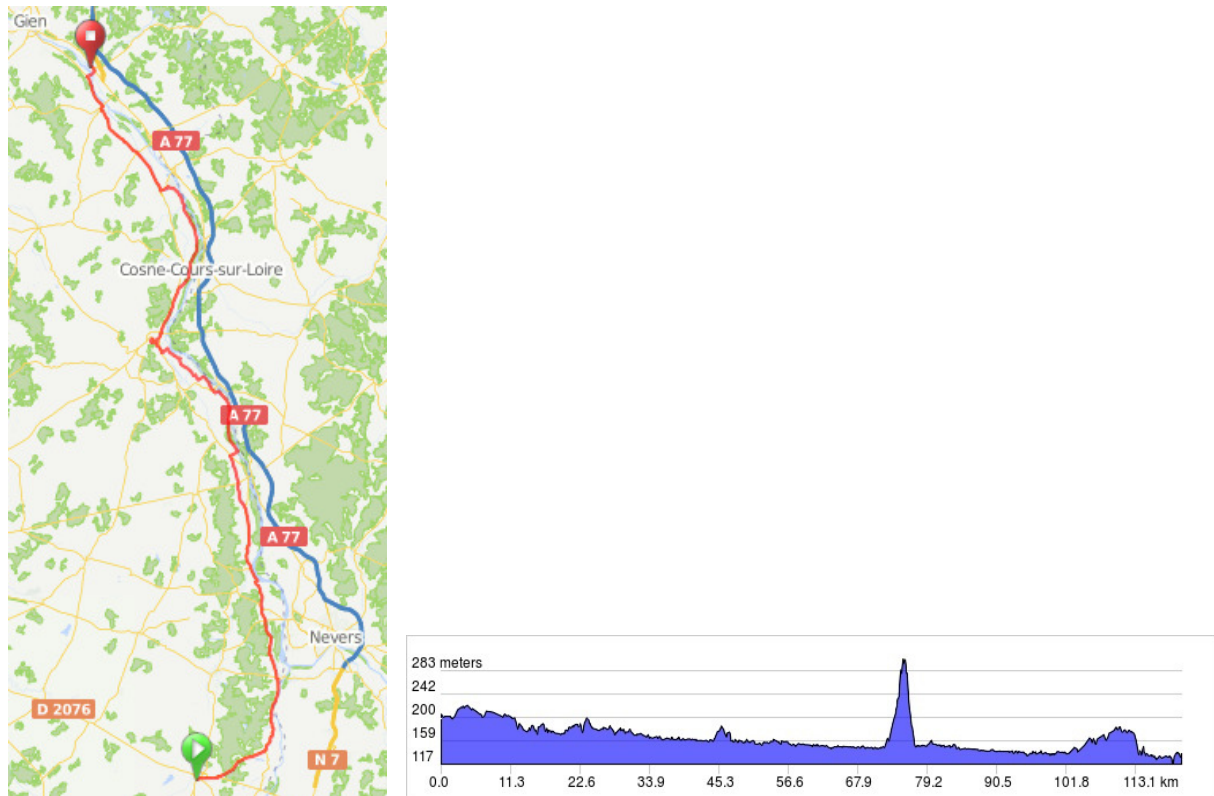 Gien
A 77
Cosne-Cours-sur-Loire
A 77
A 77
Nevers
D 2076
N 7
283 meters
242
200
159
117
0.0 11.3 22.6 33.9 45.3 56.6 67.9 79.2 90.5 101.8 113.1 km